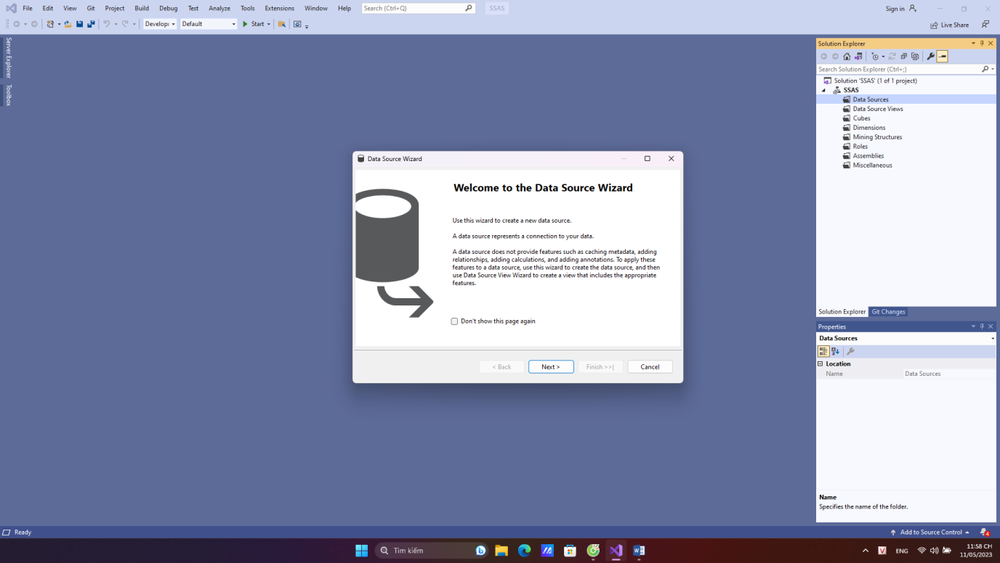 File Edit View Git Project Build Debug Test Analyze Tools Extensions Window Help Search (Ctrl+Q) SSAS Sign in
Develop Default Start Live Share
Server Explorer
Toolbox
Solution Explorer
Search Solution Explorer (Ctrl+;)
Solution 'SSAS' (1 of 1 project)
SSAS
Data Sources
Data Source Views
Cubes
Dimensions
Mining Structures
Roles
Assemblies
Miscellaneous
Solution Explorer Git Changes
Data Source Wizard
Welcome to the Data Source Wizard
Use this wizard to create a new data source.
A data source represents a connection to your data.
A data source does not provide features such as caching metadata, adding
relationships, adding calculations, and adding annotations. To apply these
features to a data source, use this wizard to create the data source, and then
use Data Source View Wizard to create a view that includes the appropriate
features.
Don't show this page again
< Back Next > Finish >>| Cancel
Properties
Data Sources
Location
Name Data Sources
Name
Specifies the name of the folder.
Ready Add to Source Control 4
Tìm kiếm V ENG 11:58 CH
11/05/2023